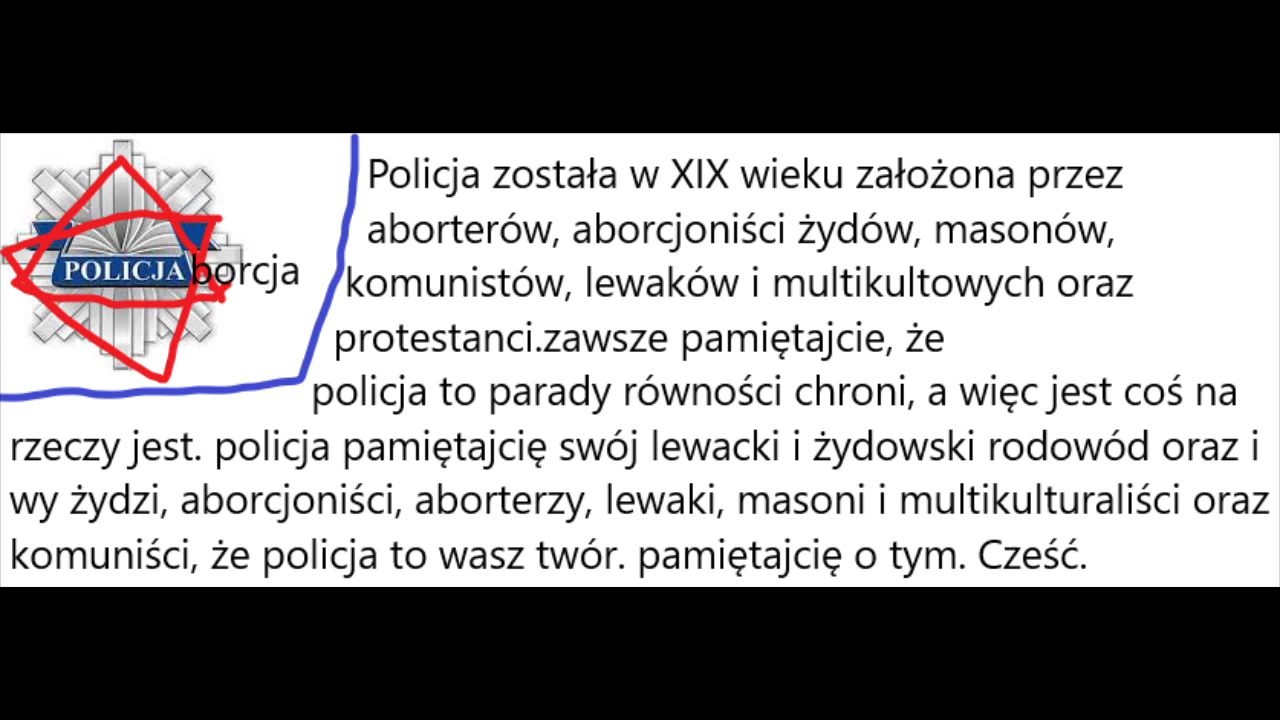 POLICJA
borcja
Policja została w XIX wieku założona przez
aborterów, aborcjoniści żydów, masonów,
komunistów, lewaków i multikultowych oraz
protestanci.zawsze pamiętajcie, że
policja to parady równości chroni, a więc jest coś na
rzeczy jest. policja pamiętajcię swój lewacki i żydowski rodowód oraz i
wy żydzi, aborcjoniści, aborterzy, lewaki, masoni i multikulturaliści oraz
komuniści, że policja to wasz twór. pamiętajcię o tym. Cześć.